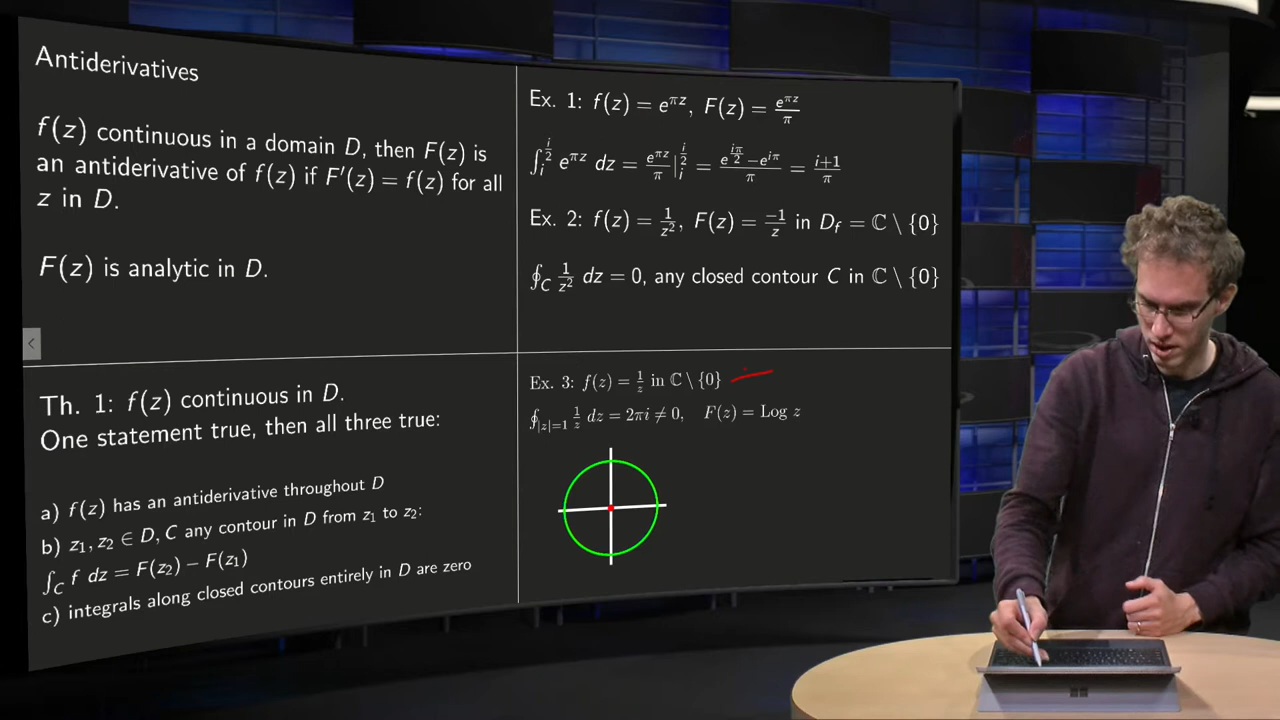 Antiderivatives
f(z) continuous in a domain D, then F(z) is
an antiderivative of f(z) if F′(z) = f(z) for all
z in D.
F(z) is analytic in D.
Ex. 1: f(z) = e^{πz}, F(z) = e^{πz}/π
∫_i^{i/2} e^{πz} dz = e^{πz}/π |_i^{i/2} = (e^{iπ/2} − e^{iπ})/π = (i+1)/π
Ex. 2: f(z) = 1/z², F(z) = −1/z in D_f = ℂ \ {0}
∮_C 1/z² dz = 0, any closed contour C in ℂ \ {0}
Th. 1: f(z) continuous in D.
One statement true, then all three true:
a) f(z) has an antiderivative throughout D
b) z₁, z₂ ∈ D, C any contour in D from z₁ to z₂:
∫_C f dz = F(z₂) − F(z₁)
c) integrals along closed contours entirely in D are zero
Ex. 3: f(z) = 1/z in ℂ \ {0}
∮_{|z|=1} 1/z dz = 2πi ≠ 0, F(z) = Log z